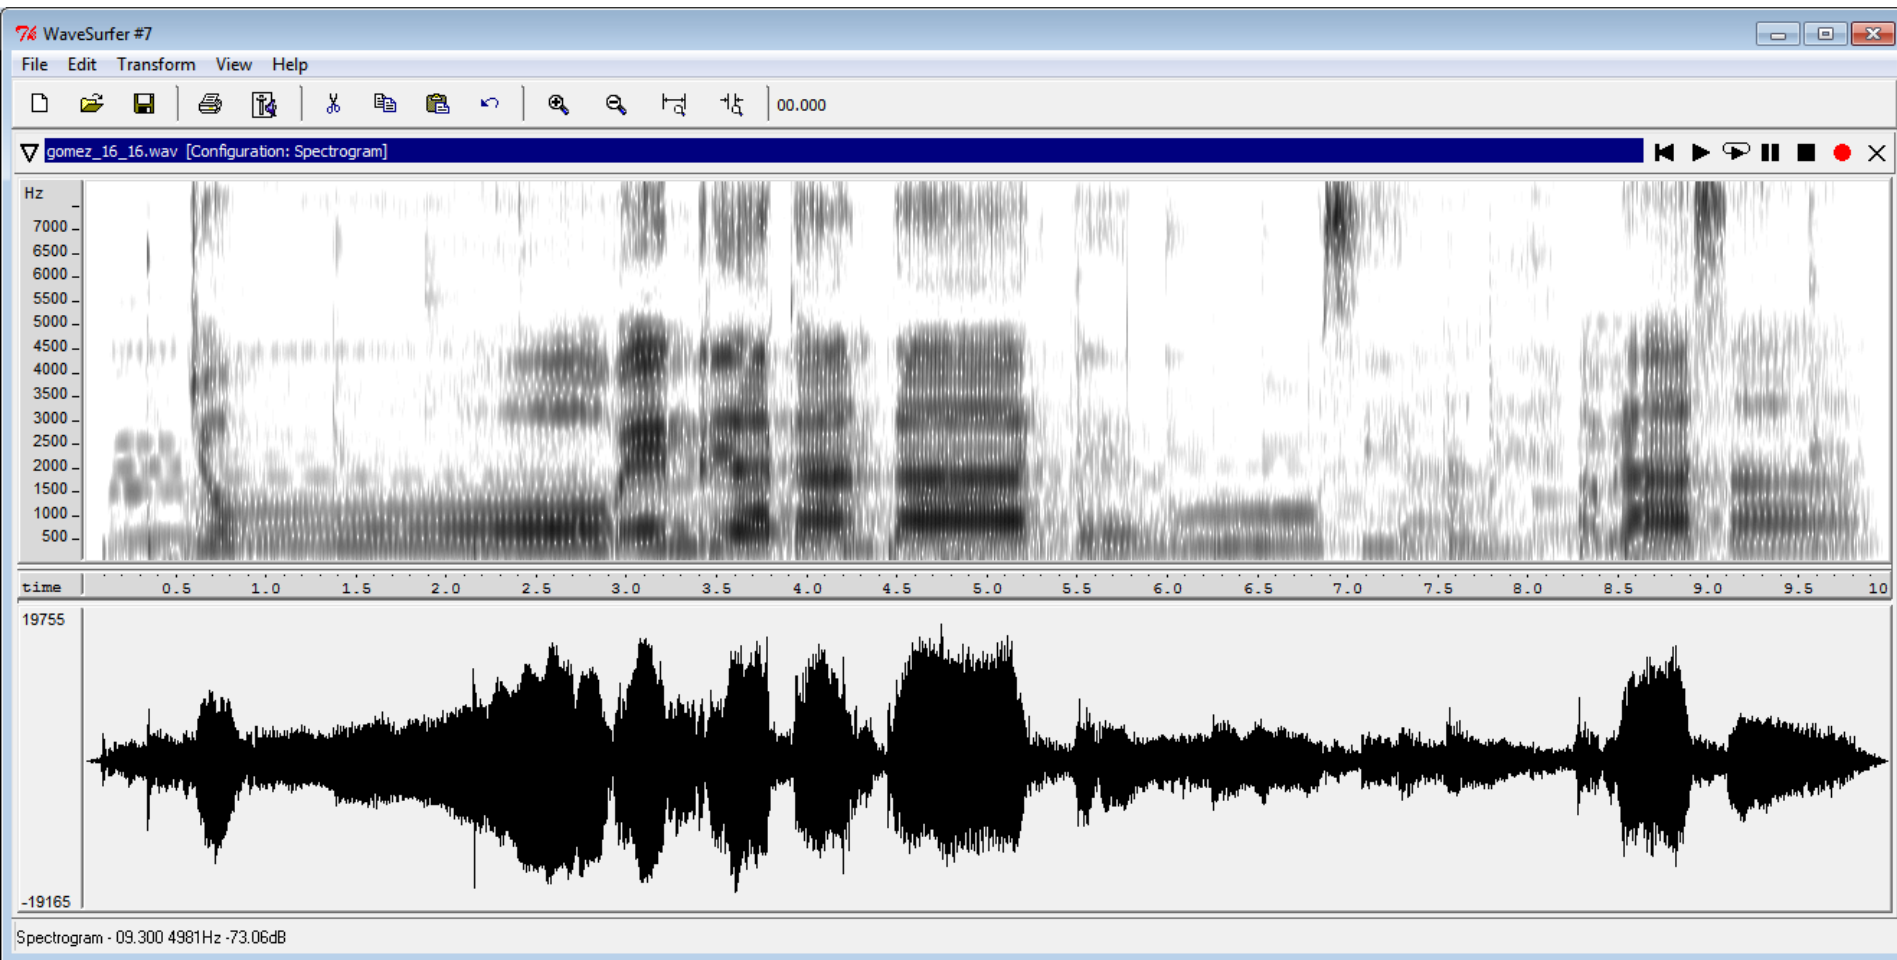 WaveSurfer #7
File Edit Transform View Help
00.000
gomez_16_16.wav [Configuration: Spectrogram]
Hz
7000
6500
6000
5500
5000
4500
4000
3500
3000
2500
2000
1500
1000
500
time 0.5 1.0 1.5 2.0 2.5 3.0 3.5 4.0 4.5 5.0 5.5 6.0 6.5 7.0 7.5 8.0 8.5 9.0 9.5 10
19755
-19165
Spectrogram - 09.300 4981Hz -73.06dB